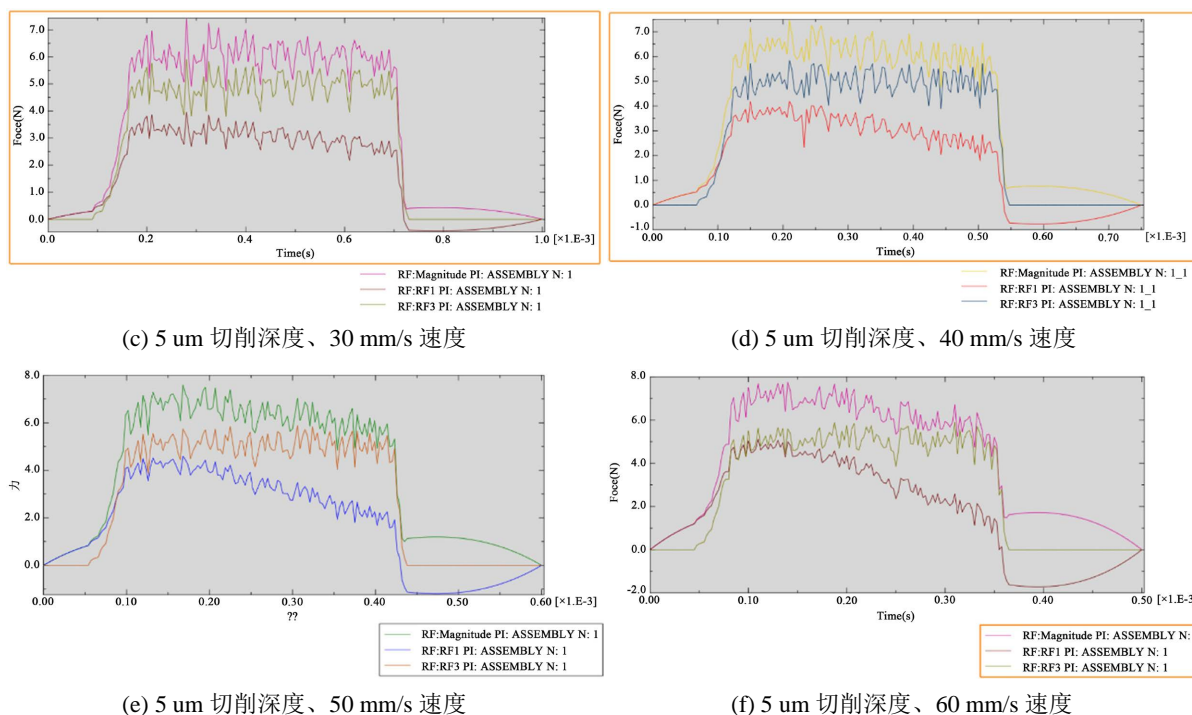 7.0
6.0
5.0
4.0
3.0
2.0
1.0
0.0
Foce(N)
0.0 0.2 0.4 0.6 0.8 1.0 [×1.E-3]
Time(s)
RF:Magnitude PI: ASSEMBLY N: 1
RF:RF1 PI: ASSEMBLY N: 1
RF:RF3 PI: ASSEMBLY N: 1
(c) 5 um 切削深度、30 mm/s 速度
7.0
6.0
5.0
4.0
3.0
2.0
1.0
0.0
-1.0
Foce(N)
0.00 0.10 0.20 0.30 0.40 0.50 0.60 0.70 [×1.E-3]
Time(s)
RF:Magnitude PI: ASSEMBLY N: 1_1
RF:RF1 PI: ASSEMBLY N: 1_1
RF:RF3 PI: ASSEMBLY N: 1_1
(d) 5 um 切削深度、40 mm/s 速度
8.0
6.0
4.0
2.0
0.0
力
0.00 0.10 0.20 0.30 0.40 0.50 0.60 [×1.E-3]
??
RF:Magnitude PI: ASSEMBLY N: 1
RF:RF1 PI: ASSEMBLY N: 1
RF:RF3 PI: ASSEMBLY N: 1
(e) 5 um 切削深度、50 mm/s 速度
8.0
6.0
4.0
2.0
0.0
-2.0
Foce(N)
0.00 0.10 0.20 0.30 0.40 0.50 [×1.E-3]
Time(s)
RF:Magnitude PI: ASSEMBLY N:
RF:RF1 PI: ASSEMBLY N: 1
RF:RF3 PI: ASSEMBLY N: 1
(f) 5 um 切削深度、60 mm/s 速度